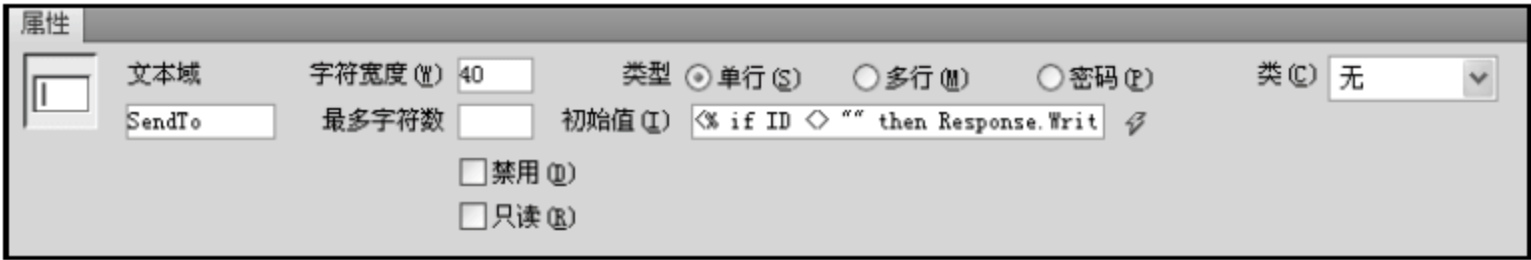 属性
文本域 字符宽度(W) 40 类型 单行(S) 多行(M) 密码(P) 类(C) 无
SendTo 最多字符数 初始值(I) <% if ID <> "" then Response.Writ
禁用(D)
只读(R)